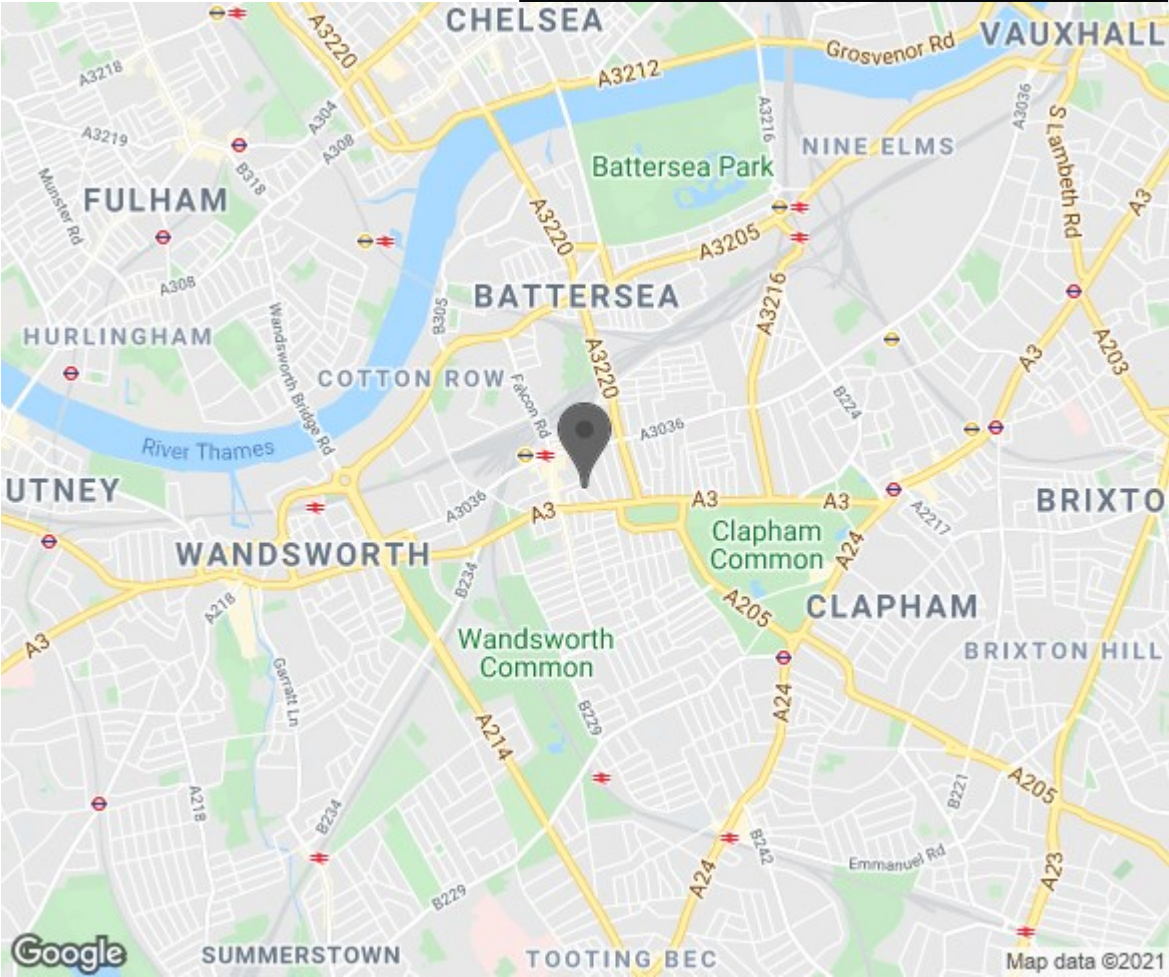 CHELSEA
VAUXHALL
Grosvenor Rd
A3220
A3212
A3218
A304
A3216
A3036
A3219
A308
S Lambeth Rd
NINE ELMS
Battersea Park
B318
Munster Rd
FULHAM
A3
A3220
A3205
A308
BATTERSEA
A3216
B305
HURLINGHAM
Wandsworth Bridge Rd
A3220
A3
A203
COTTON ROW
Falcon Rd
B224
A3036
River Thames
UTNEY
A3036
A3
A3
A3
BRIXTO
A2217
Clapham
Common
WANDSWORTH
A24
B234
A218
A205
CLAPHAM
A3
Wandsworth
Common
BRIXTON HILL
Garratt Ln
B229
A24
A214
A205
B221
A218
B234
B242
Emmanuel Rd
A24
A23
B229
Google
SUMMERSTOWN
TOOTING BEC
Map data ©2021